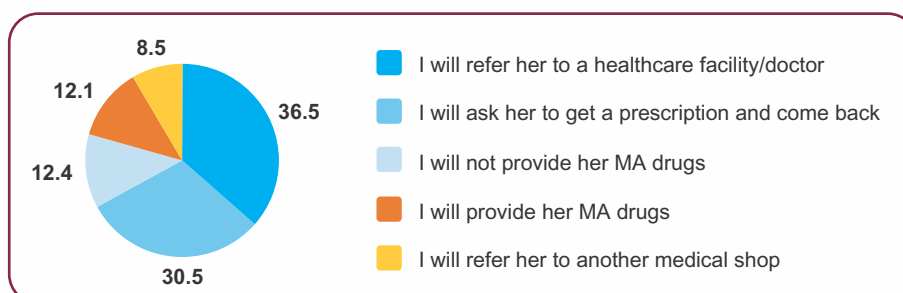 8.5
12.1
36.5
12.4
30.5
I will refer her to a healthcare facility/doctor
I will ask her to get a prescription and come back
I will not provide her MA drugs
I will provide her MA drugs
I will refer her to another medical shop